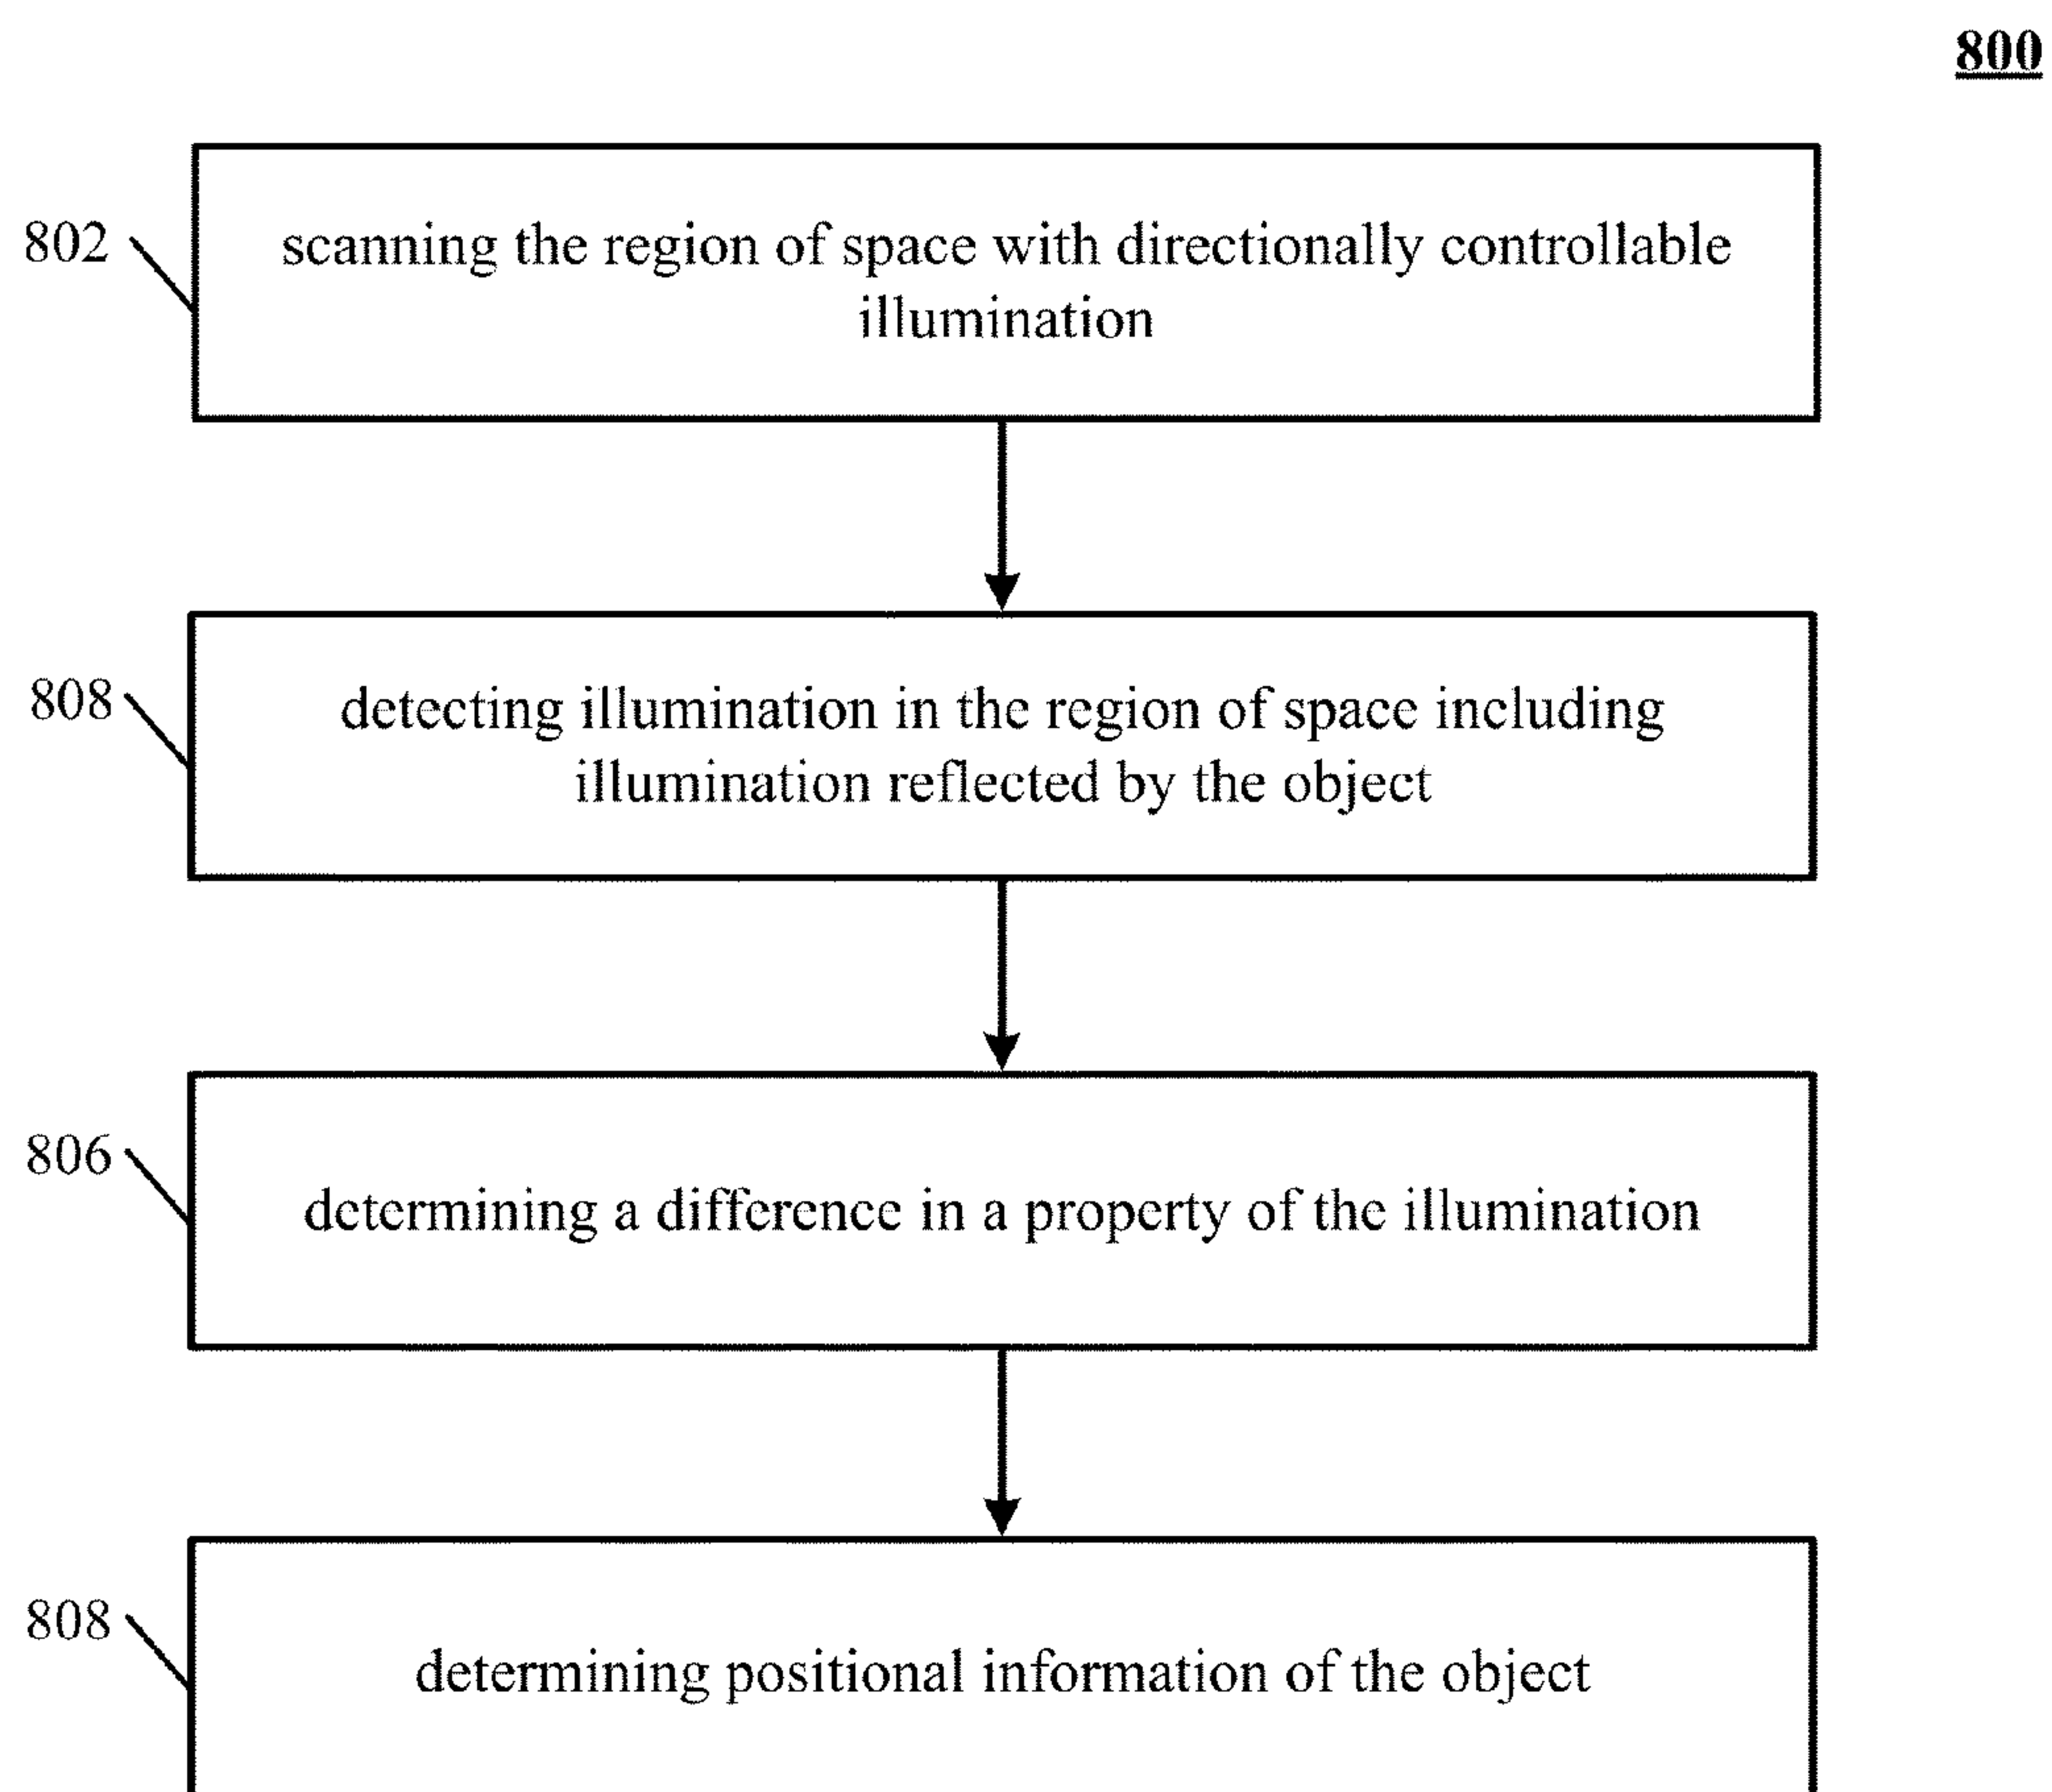 800
802
scanning the region of space with directionally controllable
illumination
808
detecting illumination in the region of space including
illumination reflected by the object
806
determining a difference in a property of the illumination
808
determining positional information of the object